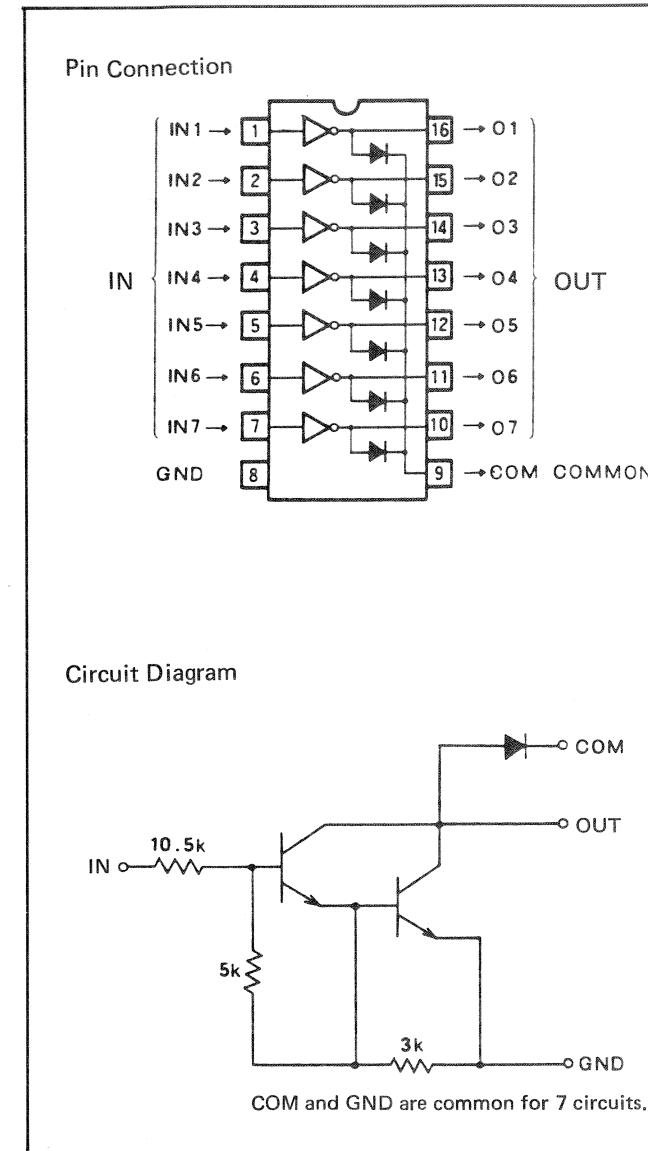 Pin Connection
IN1 → 1 16 → O1
IN2 → 2 15 → O2
IN3 → 3 14 → O3
IN4 → 4 13 → O4
IN OUT
IN5 → 5 12 → O5
IN6 → 6 11 → O6
IN7 → 7 10 → O7
GND 8 9 → COM COMMON
Circuit Diagram
COM
OUT
10.5k
IN
5k
3k
GND
COM and GND are common for 7 circuits.